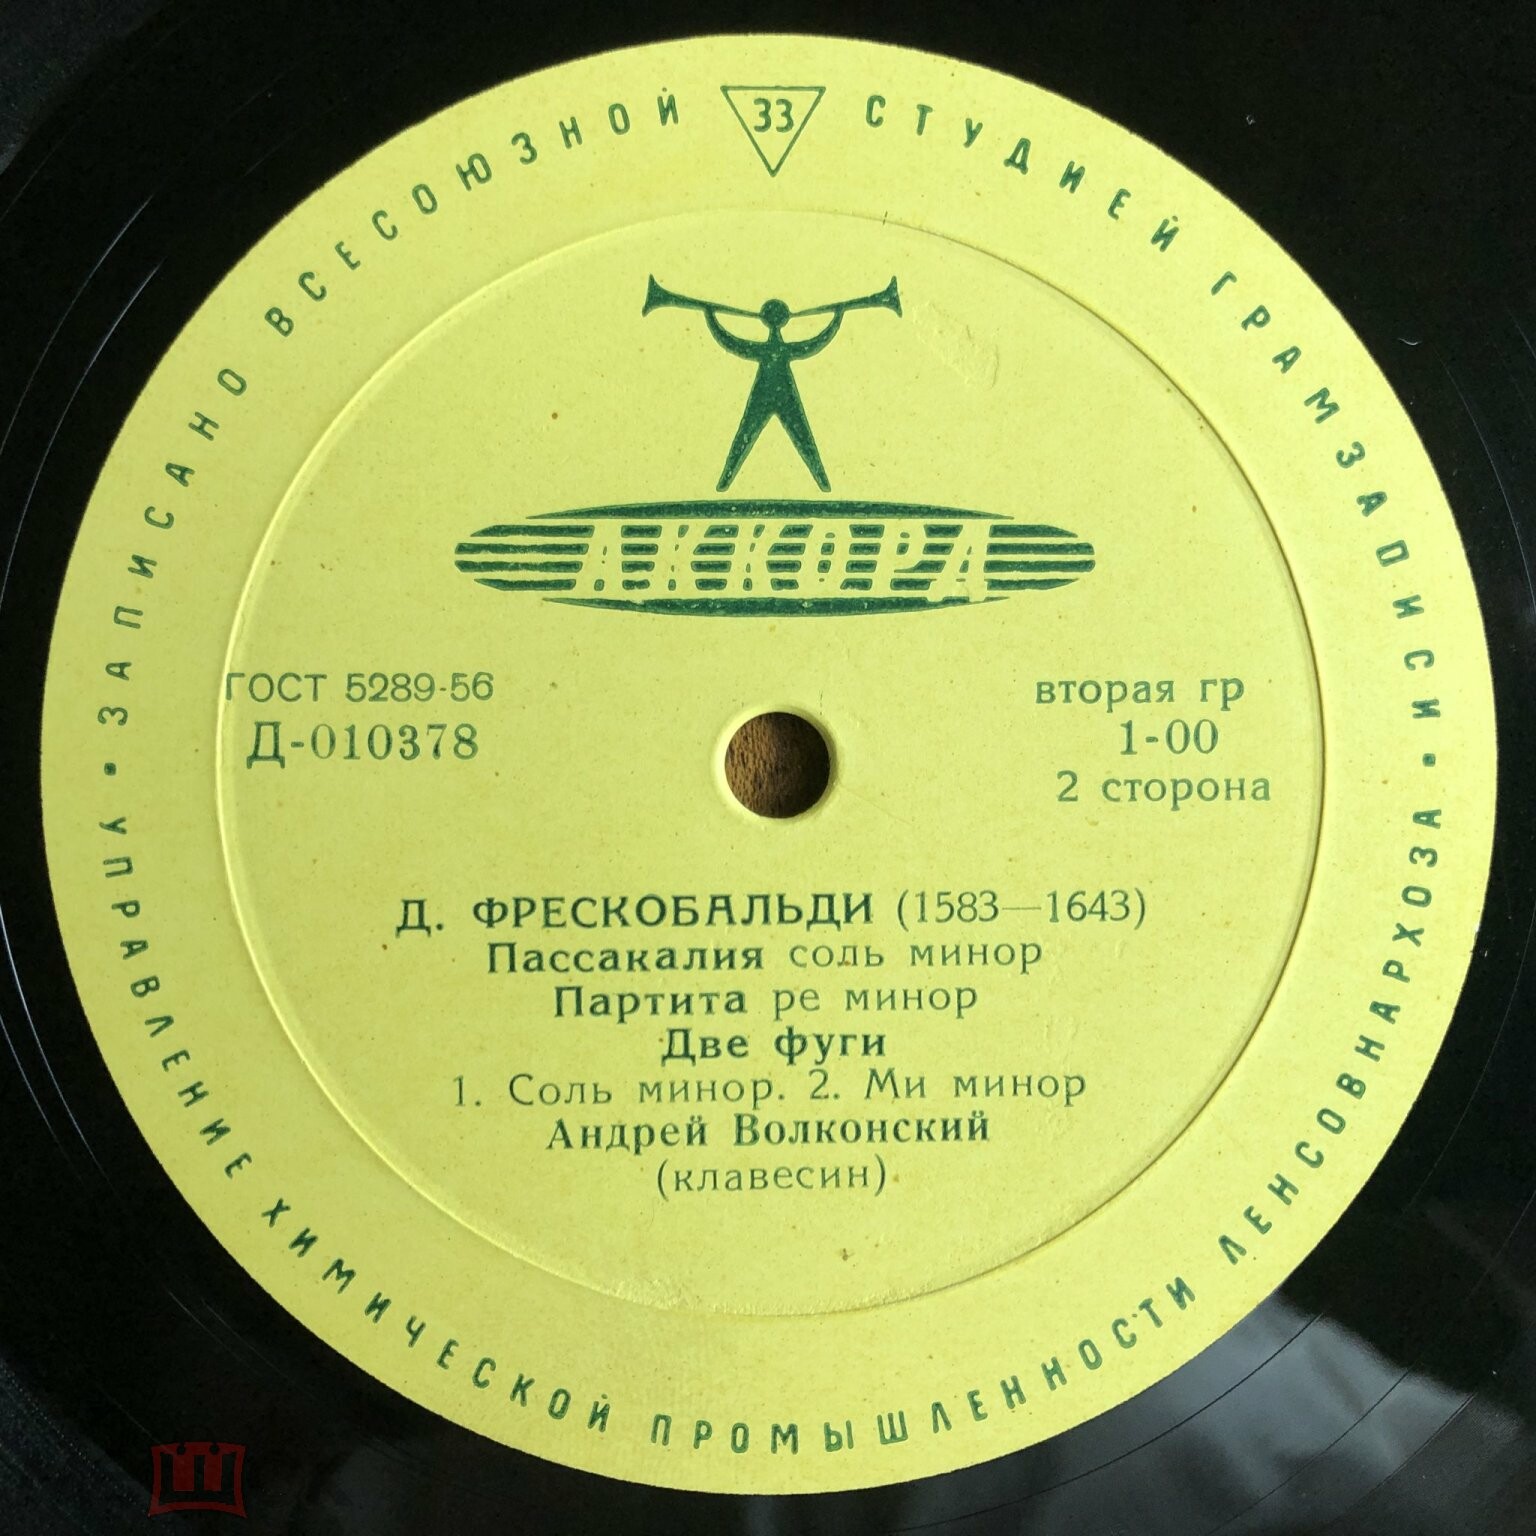 ЗАПИСАНО ВСЕСОЮЗНОЙ СТУДИЕЙ ГРАМЗАПИСИ
33
АККОРД
ГОСТ 5289-56
Д-010378
вторая гр
1-00
2 сторона
Д. ФРЕСКОБАЛЬДИ (1583—1643)
Пассакалия соль минор
Партита ре минор
Две фуги
1. Соль минор. 2. Ми минор
Андрей Волконский
(клавесин)
УПРАВЛЕНИЕ ХИМИЧЕСКОЙ ПРОМЫШЛЕННОСТИ ЛЕНСОВНАРХОЗА